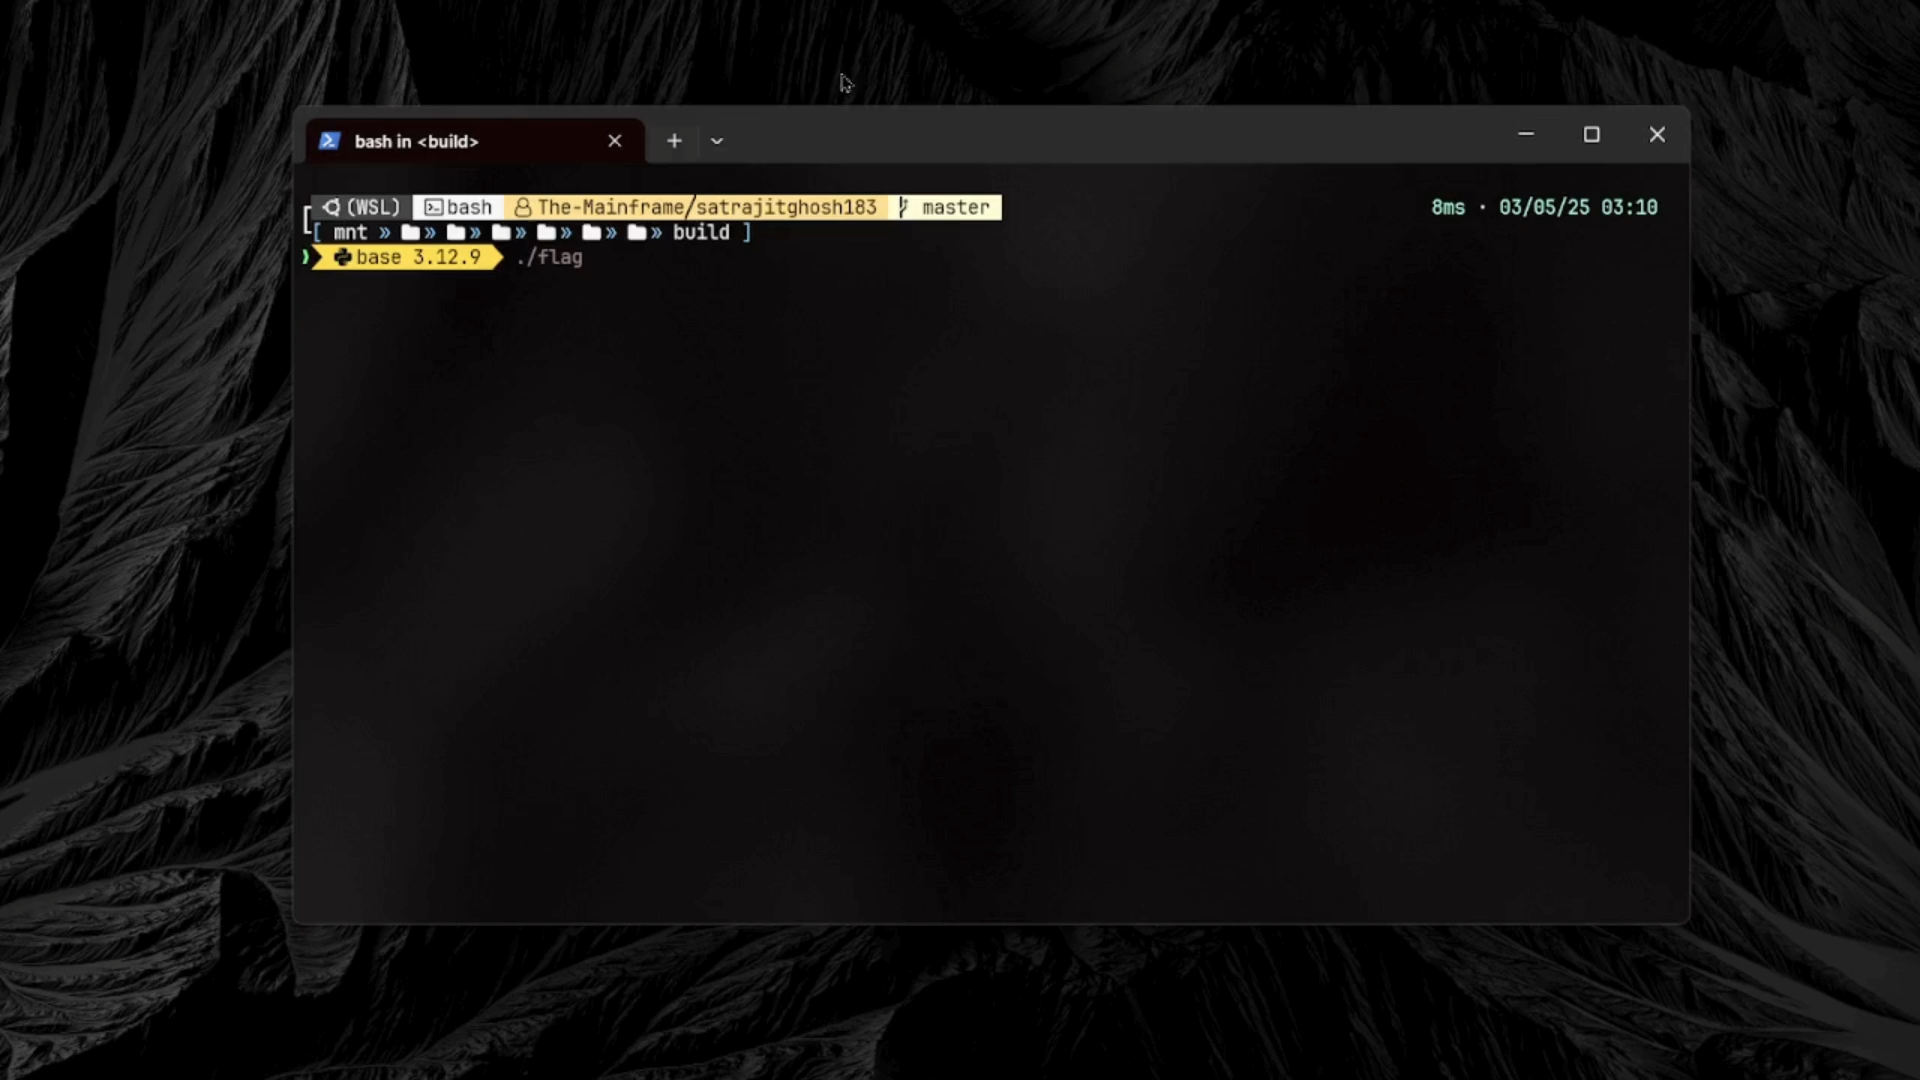 bash in <build>
(WSL) bash The-Mainframe/satrajitghosh183 master 8ms · 03/05/25 03:10
[ mnt » » » » » » » build ]
base 3.12.9 ./flag